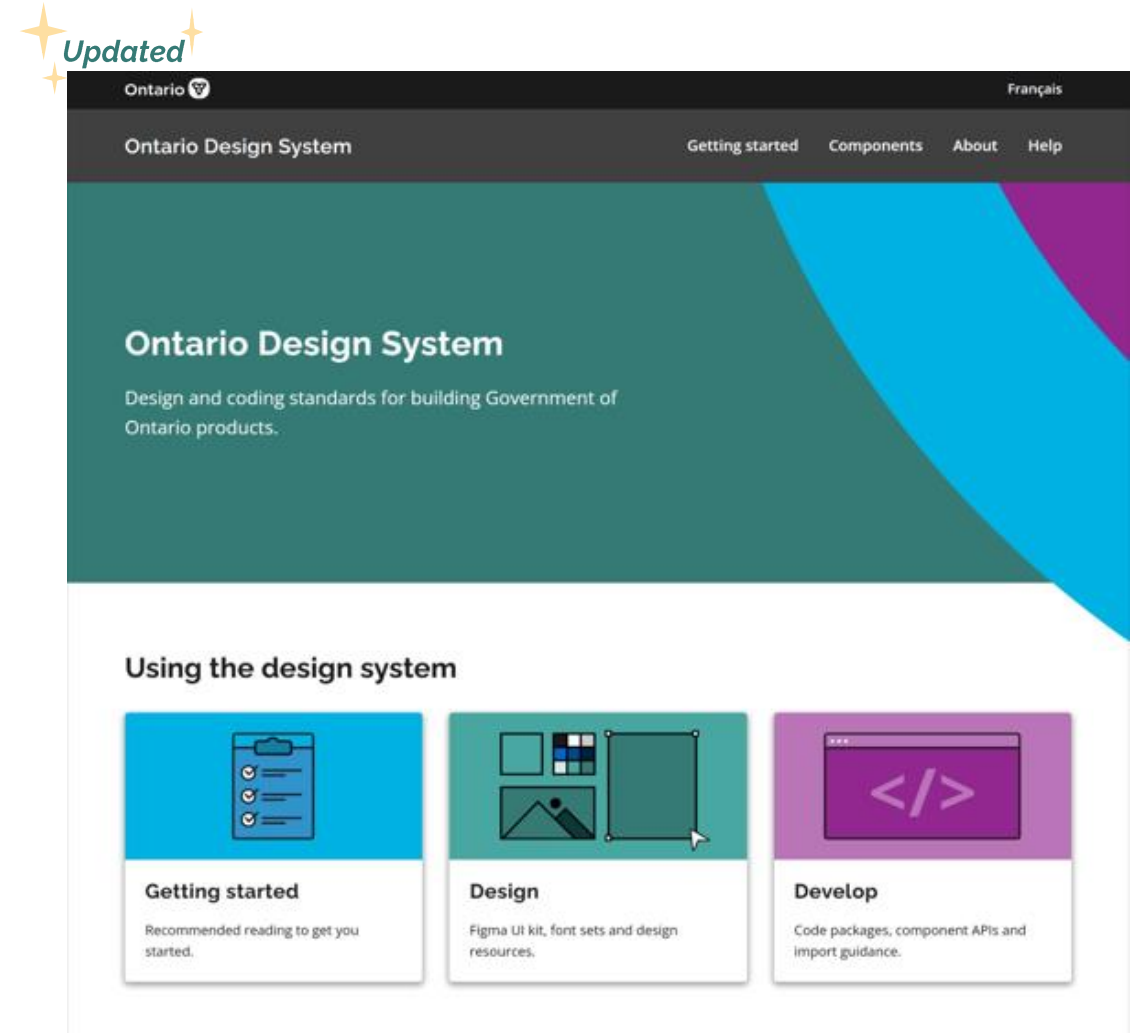 Updated
Ontario
Français
Ontario Design System
Getting started
Components
About
Help
Ontario Design System
Design and coding standards for building Government of
Ontario products.
Using the design system
</>
Getting started
Recommended reading to get you
started.
Design
Figma UI kit, font sets and design
resources.
Develop
Code packages, component APIs and
import guidance.